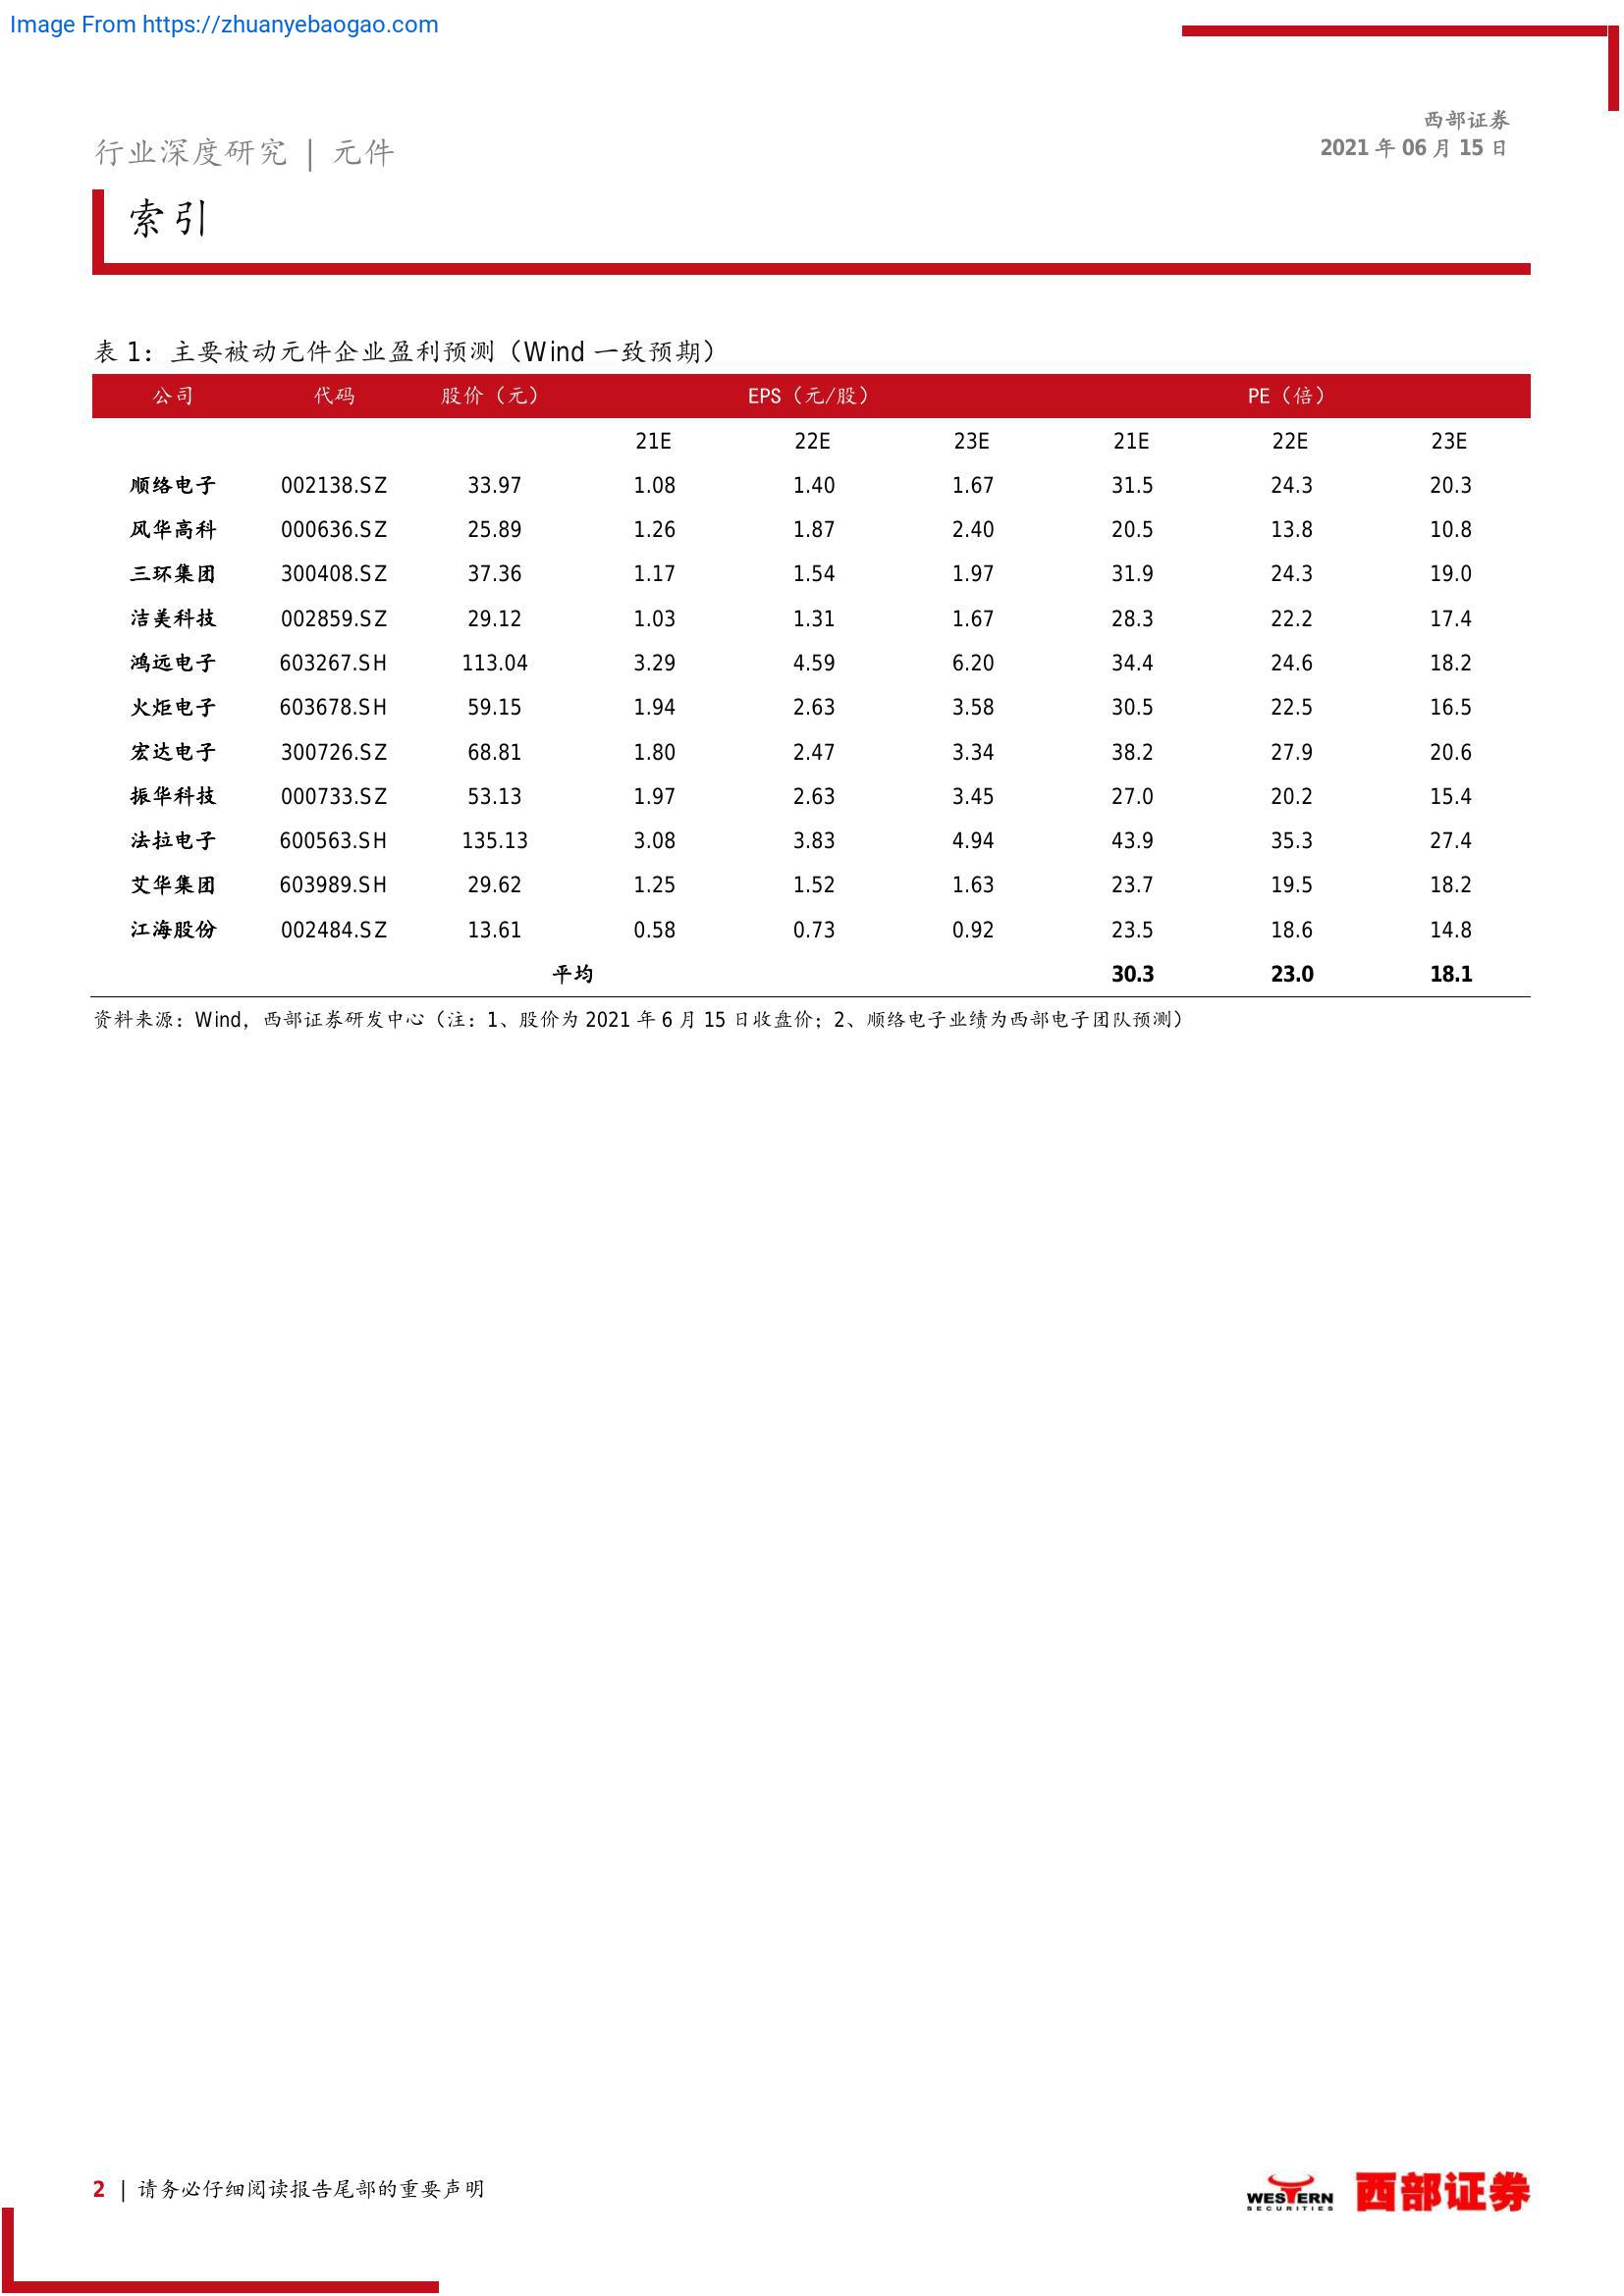 Image From https://zhuanyebaogao.com
西部证券
2021 年 06 月 15 日
行业深度研究 | 元件
索引
表 1：主要被动元件企业盈利预测（Wind 一致预期）
公司 代码 股价（元） EPS（元/股） PE（倍）
21E 22E 23E 21E 22E 23E
顺络电子 002138.SZ 33.97 1.08 1.40 1.67 31.5 24.3 20.3
风华高科 000636.SZ 25.89 1.26 1.87 2.40 20.5 13.8 10.8
三环集团 300408.SZ 37.36 1.17 1.54 1.97 31.9 24.3 19.0
洁美科技 002859.SZ 29.12 1.03 1.31 1.67 28.3 22.2 17.4
鸿远电子 603267.SH 113.04 3.29 4.59 6.20 34.4 24.6 18.2
火炬电子 603678.SH 59.15 1.94 2.63 3.58 30.5 22.5 16.5
宏达电子 300726.SZ 68.81 1.80 2.47 3.34 38.2 27.9 20.6
振华科技 000733.SZ 53.13 1.97 2.63 3.45 27.0 20.2 15.4
法拉电子 600563.SH 135.13 3.08 3.83 4.94 43.9 35.3 27.4
艾华集团 603989.SH 29.62 1.25 1.52 1.63 23.7 19.5 18.2
江海股份 002484.SZ 13.61 0.58 0.73 0.92 23.5 18.6 14.8
平均 30.3 23.0 18.1
资料来源：Wind，西部证券研发中心（注：1、股价为 2021 年 6 月 15 日收盘价；2、顺络电子业绩为西部电子团队预测）
2 | 请务必仔细阅读报告尾部的重要声明
WESTERN
SECURITIES
西部证券